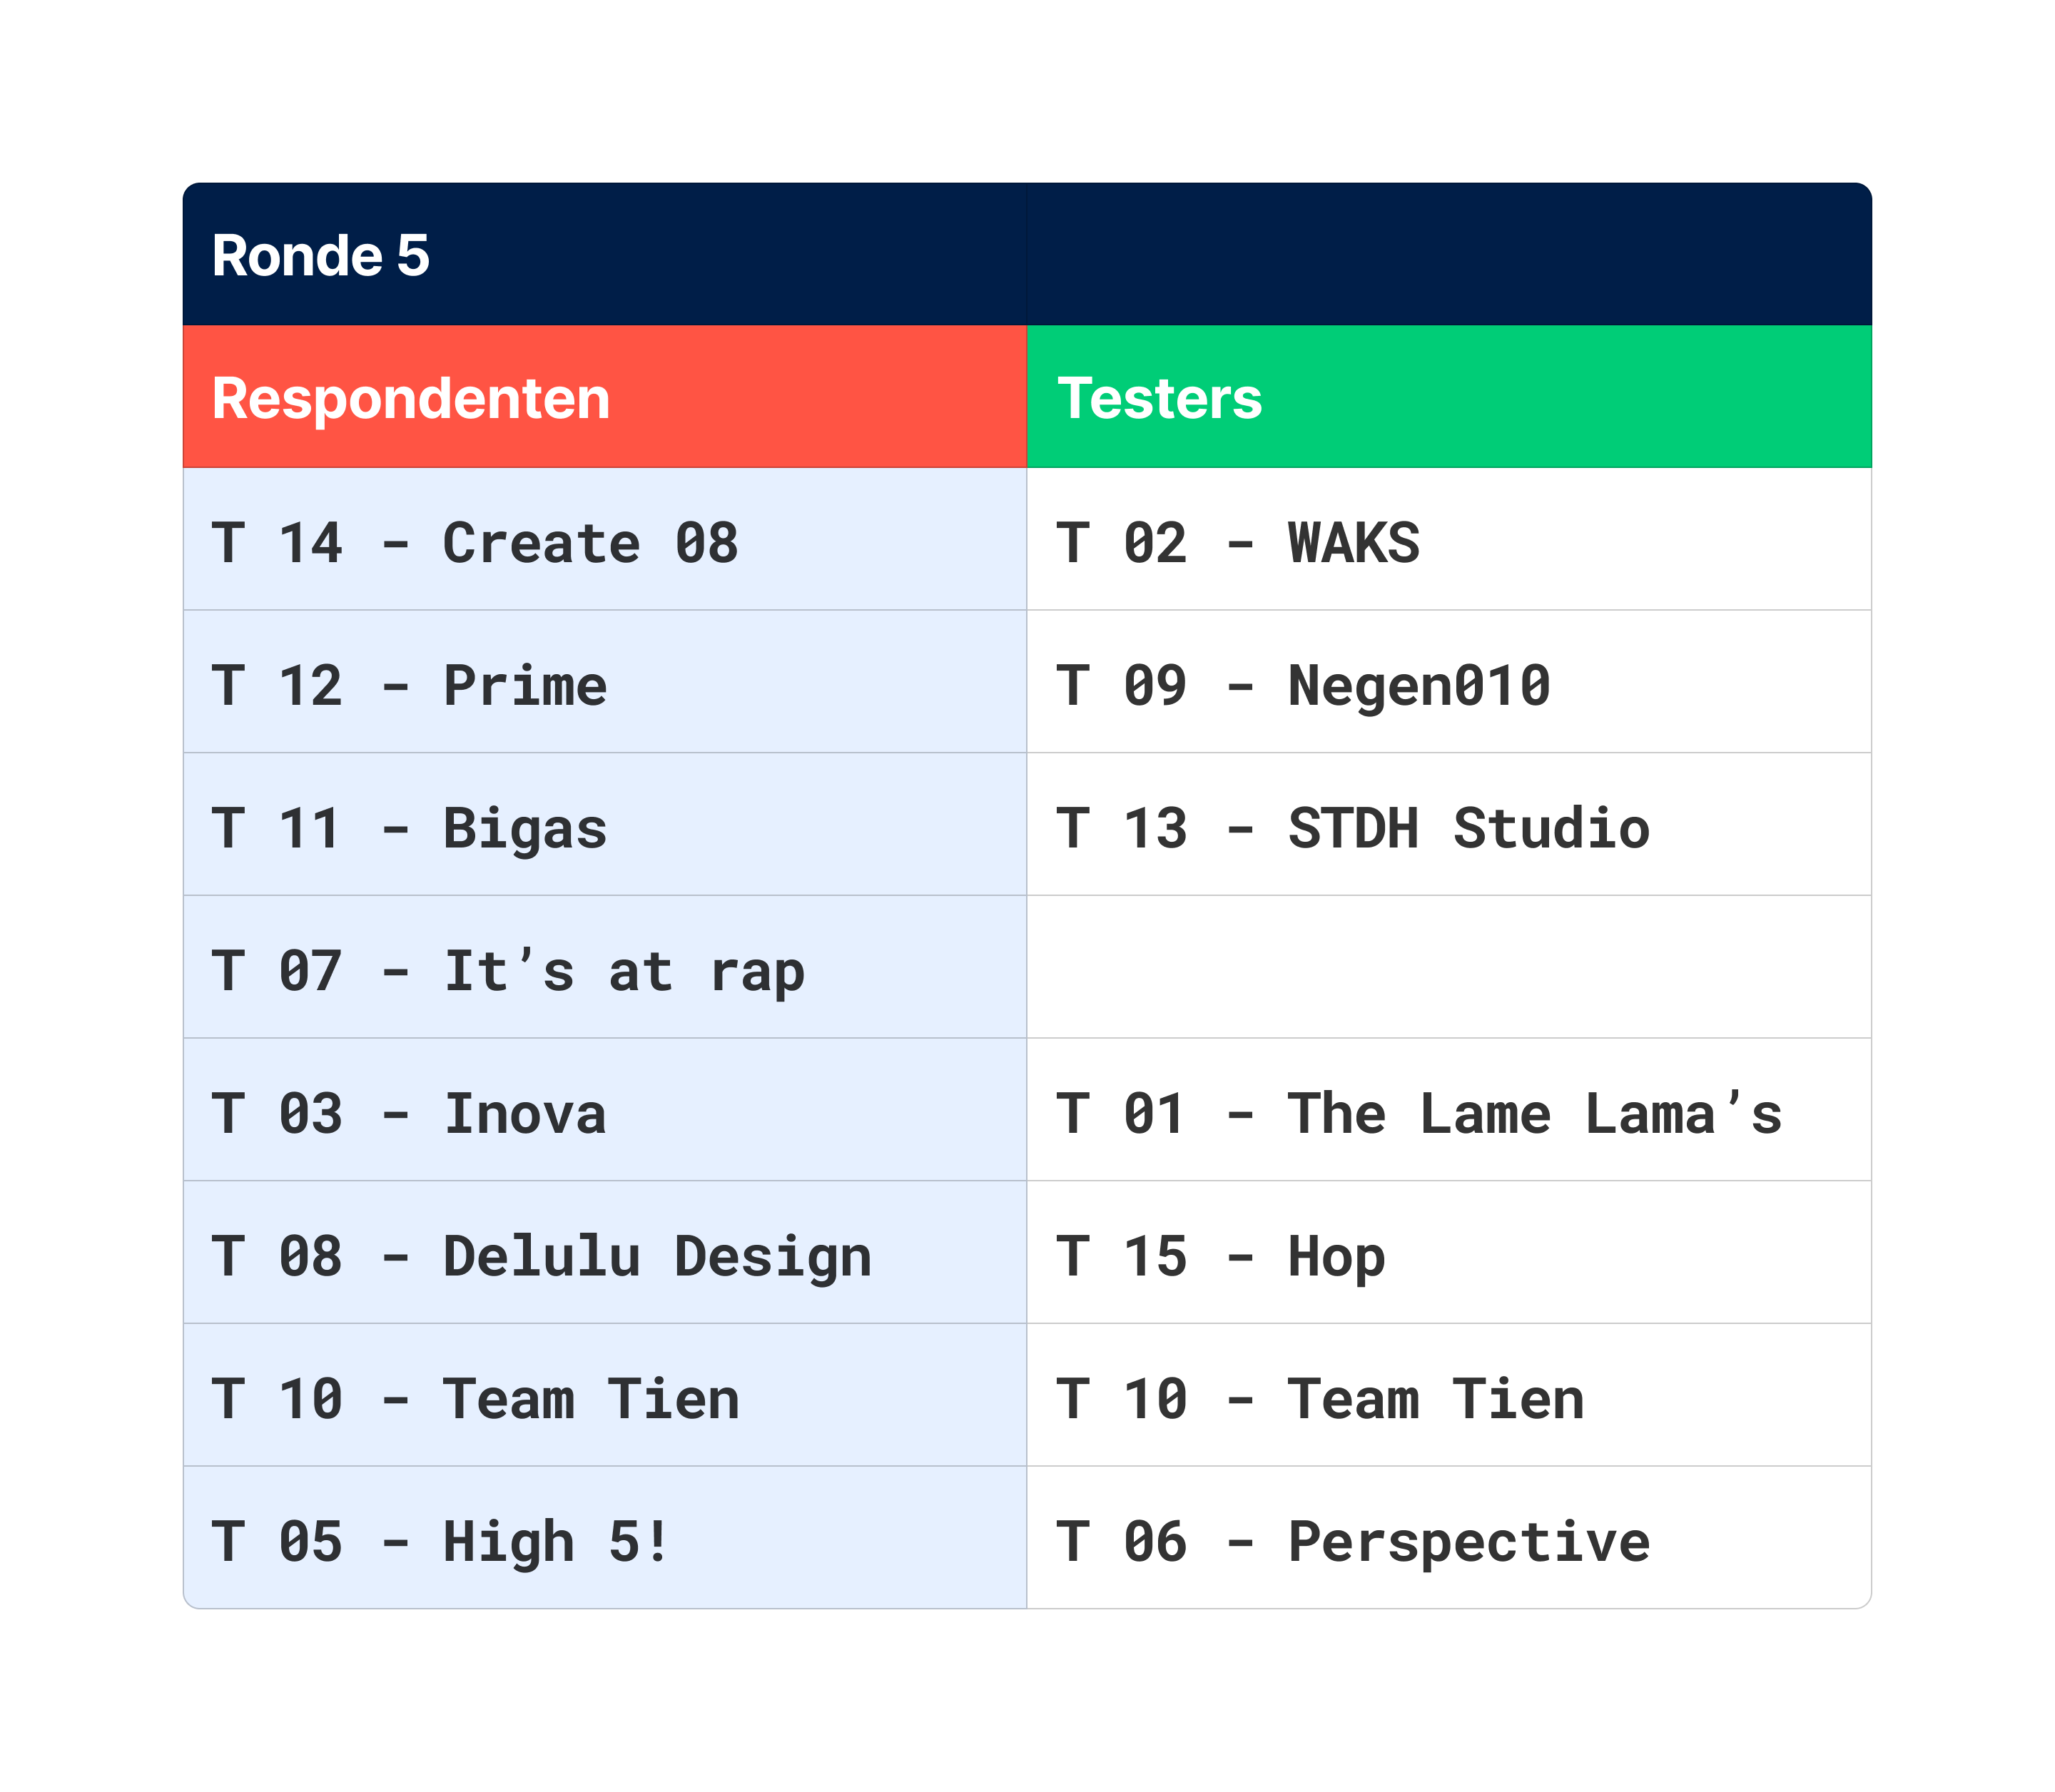 Ronde 5
Respondenten Testers
T 14 - Create 08 T 02 - WAKS
T 12 - Prime T 09 - Negen010
T 11 - Bigas T 13 - STDH Studio
T 07 - It’s at rap
T 03 - Inova T 01 - The Lame Lama’s
T 08 - Delulu Design T 15 - Hop
T 10 - Team Tien T 10 - Team Tien
T 05 - High 5! T 06 - Perspective